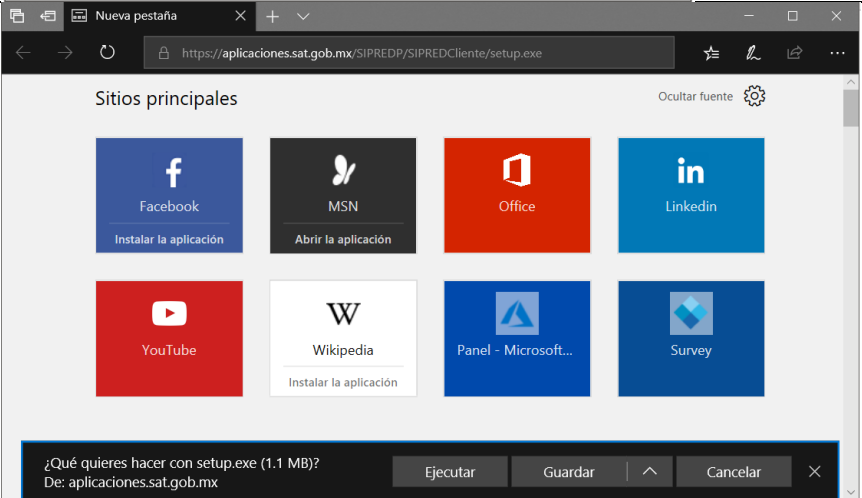 Nueva pestaña
https://aplicaciones.sat.gob.mx/SIPREDP/SIPREDCliente/setup.exe
Sitios principales
Ocultar fuente
Facebook
Instalar la aplicación
MSN
Abrir la aplicación
Office
Linkedin
YouTube
Wikipedia
Instalar la aplicación
Panel - Microsoft...
Survey
¿Qué quieres hacer con setup.exe (1.1 MB)?
De: aplicaciones.sat.gob.mx
Ejecutar
Guardar
Cancelar